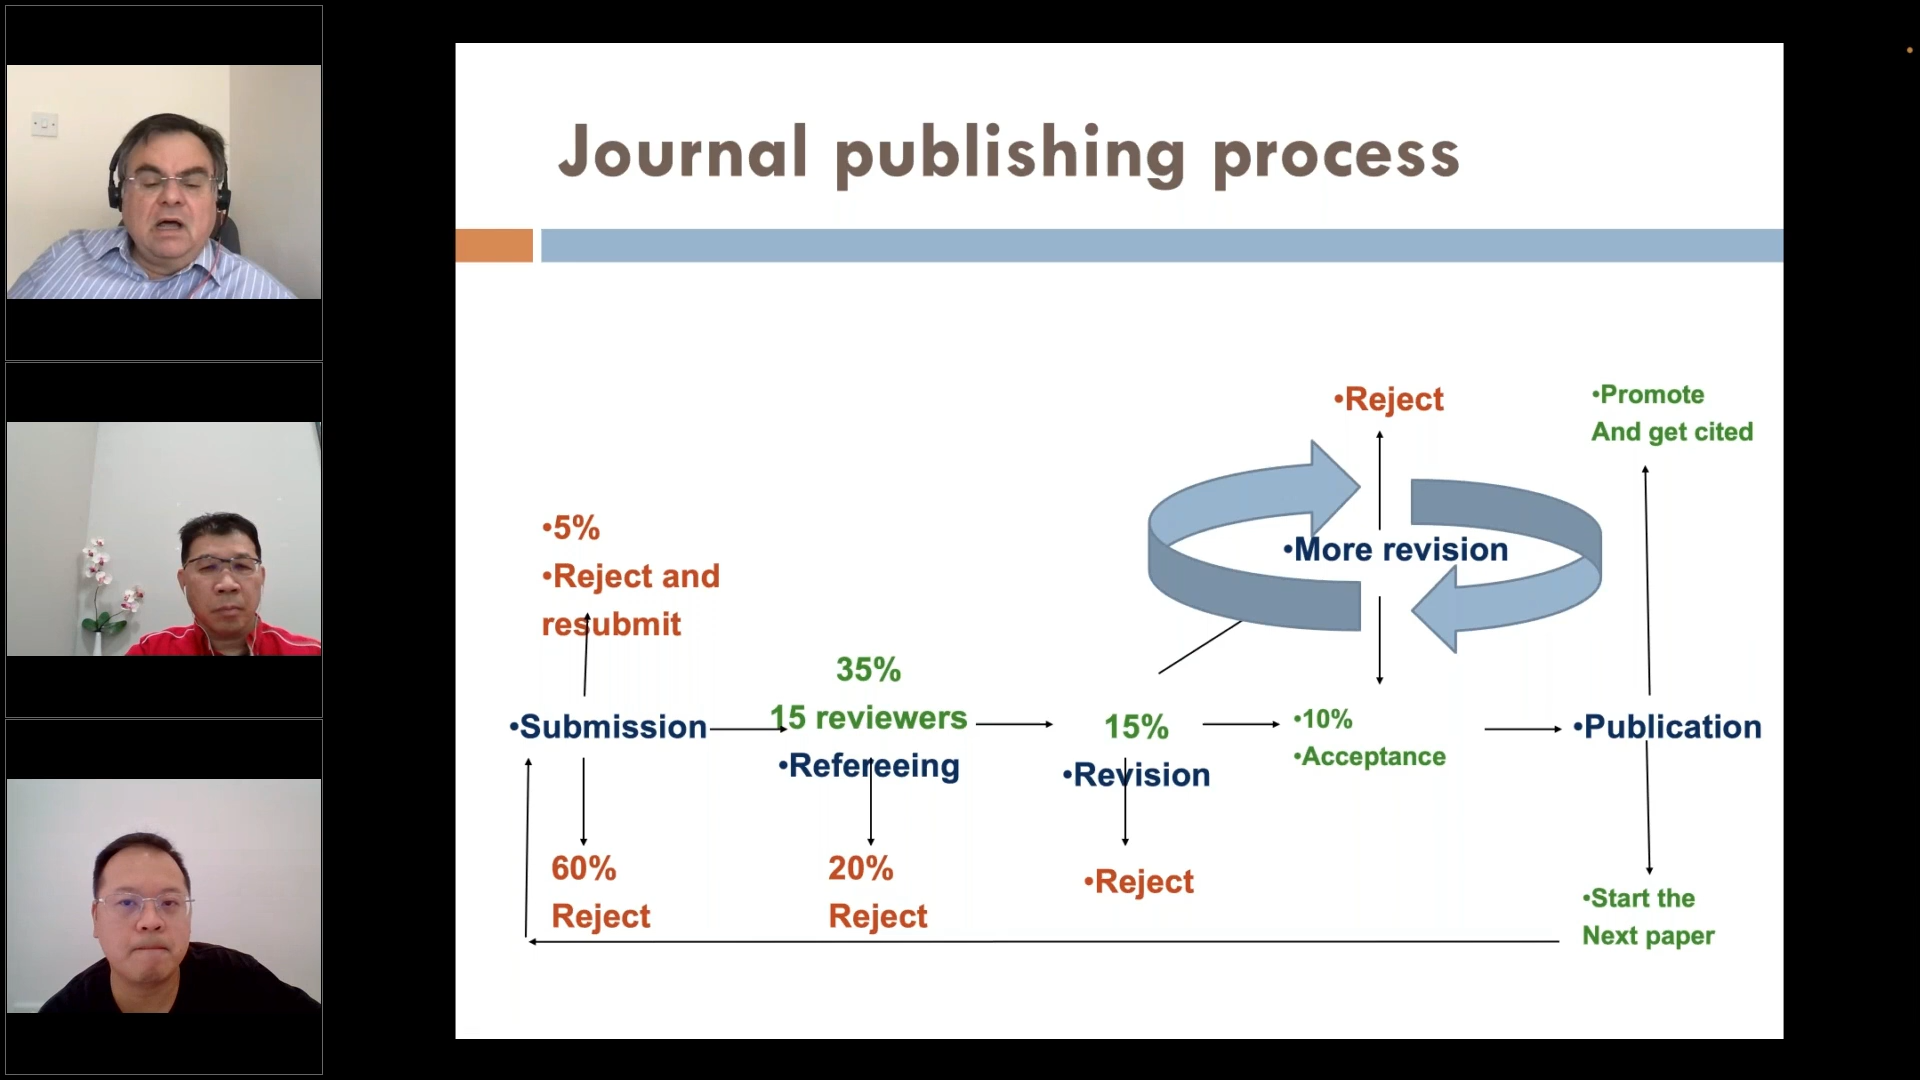 Journal publishing process
•Reject
•Promote
And get cited
•5%
•Reject and
resubmit
•More revision
35%
15 reviewers
•Submission
•Refereeing
15%
•Revision
•10%
•Acceptance
•Publication
60%
Reject
20%
Reject
•Reject
•Start the
Next paper